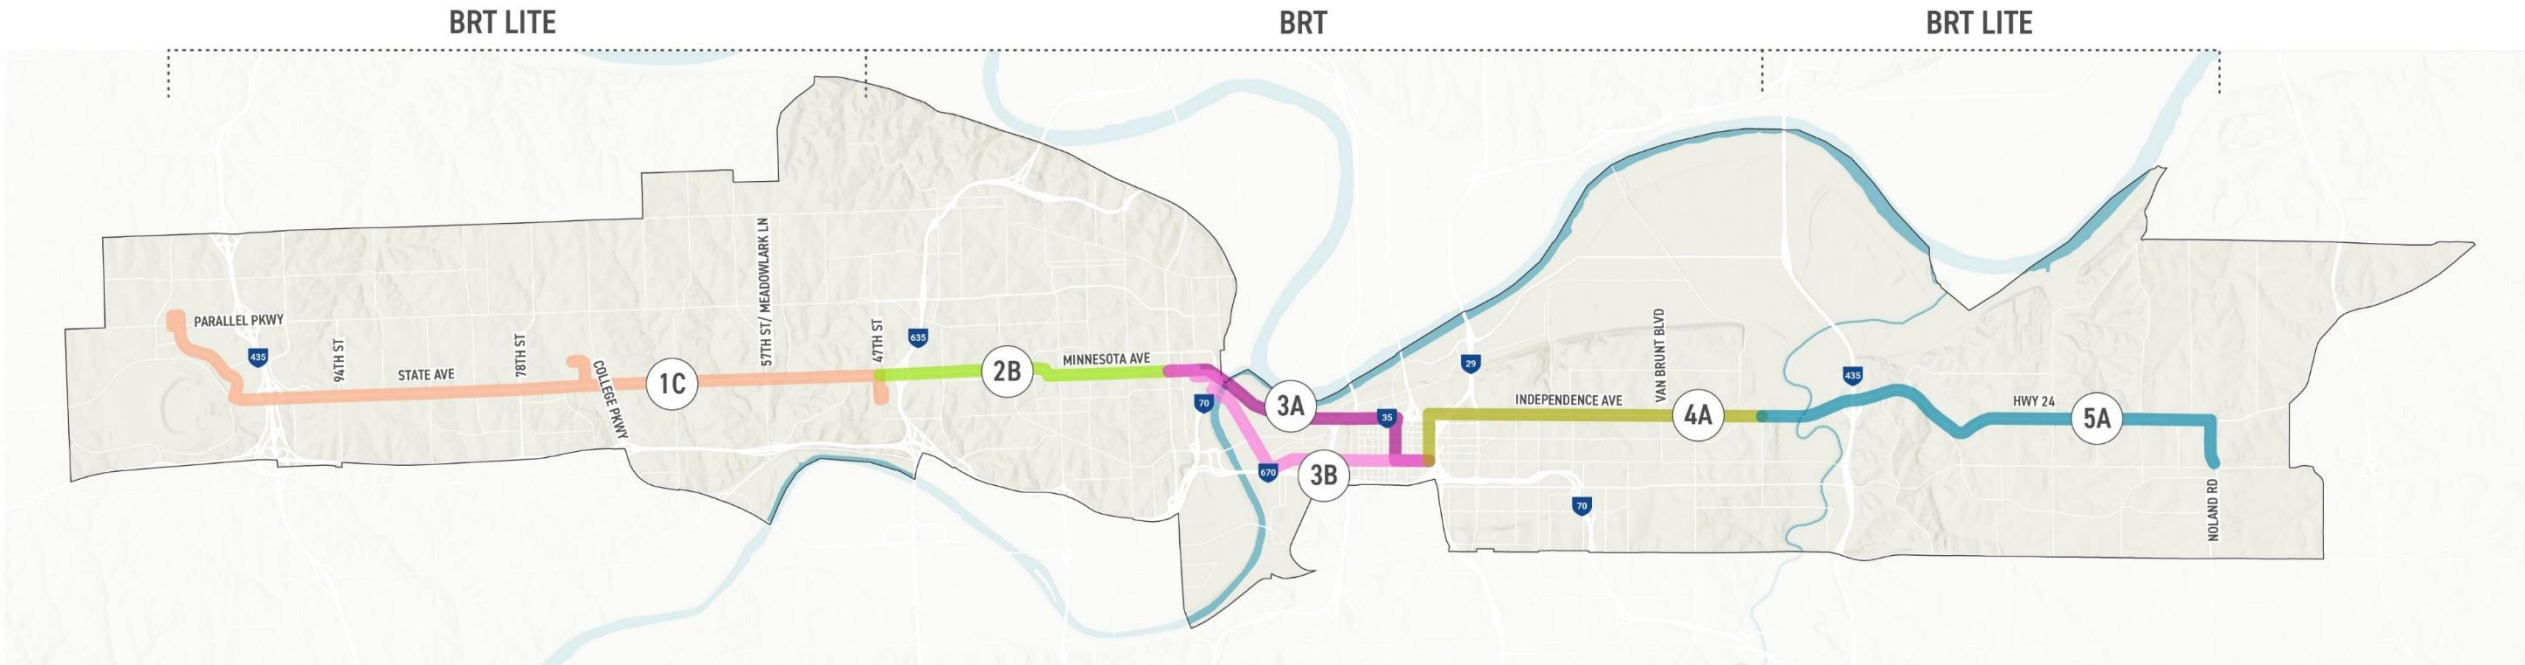 BRT LITE
BRT
BRT LITE
PARALLEL PKWY
435
94TH ST
STATE AVE
78TH ST
COLLEGE PKWY
1C
57TH ST/ MEADOWLARK LN
47TH ST
635
2B
MINNESOTA AVE
70
3A
35
670
3B
29
INDEPENDENCE AVE
70
VAN BRUNT BLVD
4A
435
HWY 24
5A
NOLAND RD